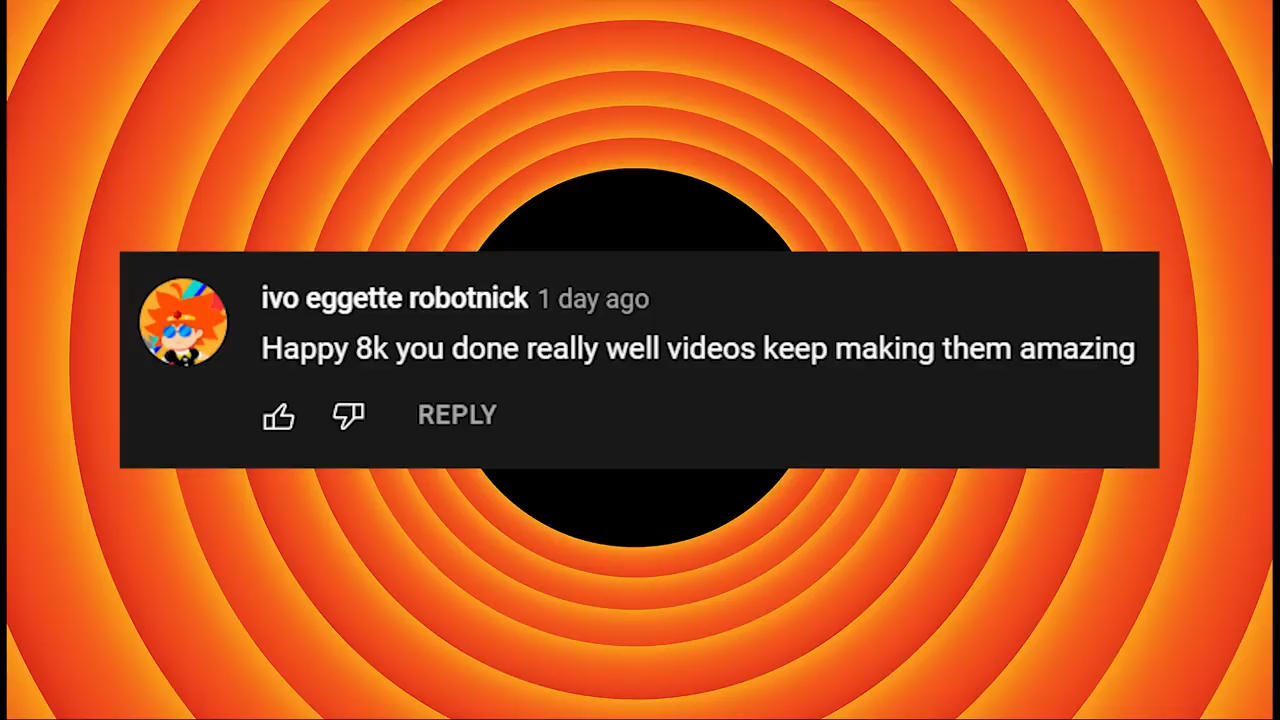 ivo eggette robotnick 1 day ago
Happy 8k you done really well videos keep making them amazing
REPLY